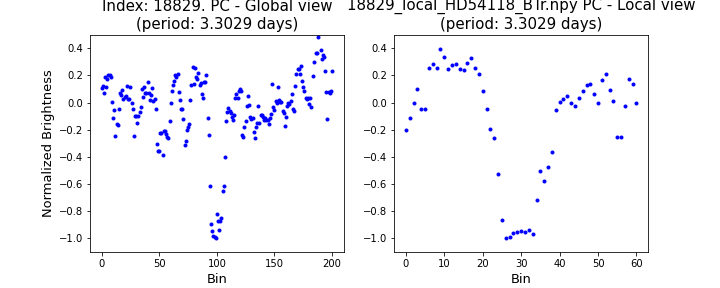 Index: 18829. PC - Global view
(period: 3.3029 days)
18829_local_HD54118_BTr.npy PC - Local view
(period: 3.3029 days)
Normalized Brightness
0.4
0.2
0.0
−0.2
−0.4
−0.6
−0.8
−1.0
0 50 100 150 200
Bin
0.4
0.2
0.0
−0.2
−0.4
−0.6
−0.8
−1.0
0 10 20 30 40 50 60
Bin